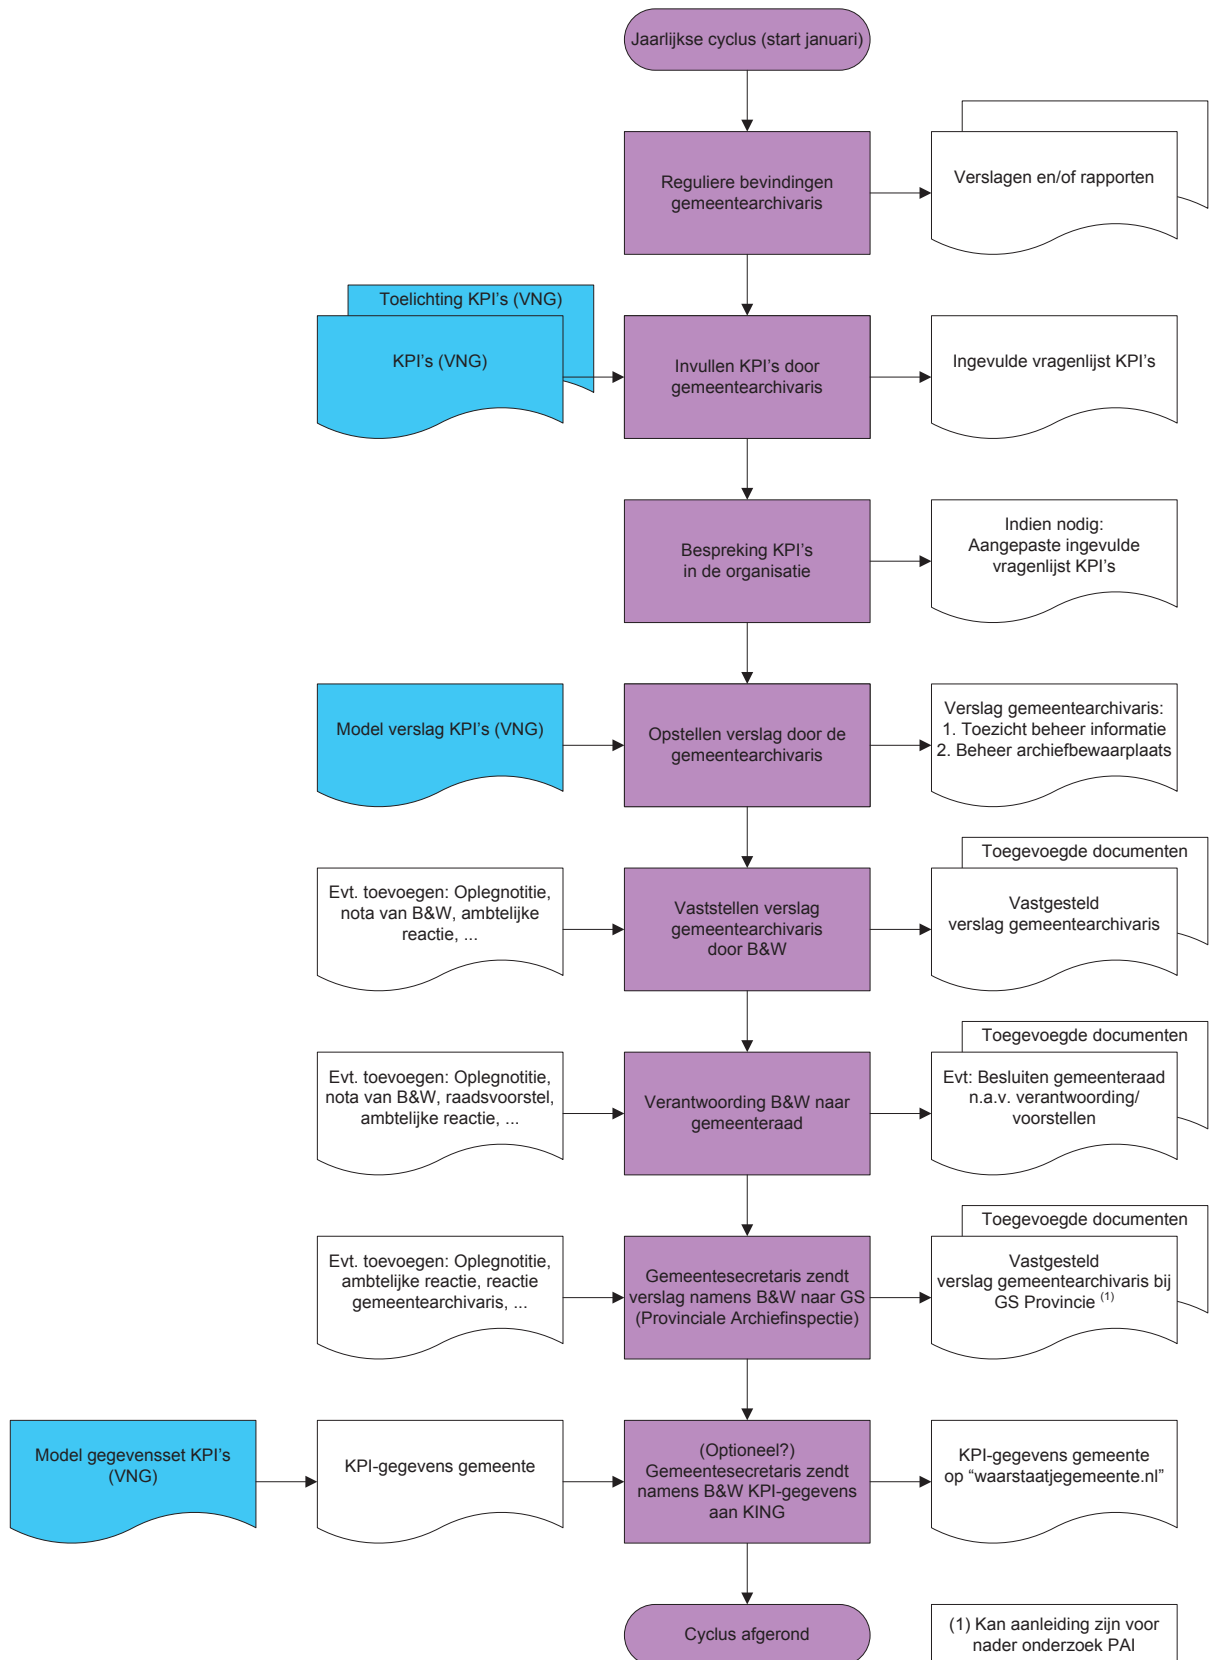 Jaarlijkse cyclus (start januari)
Reguliere bevindingen
gemeentearchivaris
Verslagen en/of rapporten
Toelichting KPI's (VNG)
KPI's (VNG)
Invullen KPI's door
gemeentearchivaris
Ingevulde vragenlijst KPI's
Bespreking KPI's
in de organisatie
Indien nodig:
Aangepaste ingevulde
vragenlijst KPI's
Model verslag KPI's (VNG)
Opstellen verslag door de
gemeentearchivaris
Verslag gemeentearchivaris:
1. Toezicht beheer informatie
2. Beheer archiefbewaarplaats
Evt. toevoegen: Oplegnotitie,
nota van B&W, ambtelijke
reactie, ...
Vaststellen verslag
gemeentearchivaris
door B&W
Toegevoegde documenten
Vastgesteld
verslag gemeentearchivaris
Evt. toevoegen: Oplegnotitie,
nota van B&W, raadsvoorstel,
ambtelijke reactie, ...
Verantwoording B&W naar
gemeenteraad
Toegevoegde documenten
Evt: Besluiten gemeenteraad
n.a.v. verantwoording/
voorstellen
Evt. toevoegen: Oplegnotitie,
ambtelijke reactie, reactie
gemeentearchivaris, ...
Gemeentesecretaris zendt
verslag namens B&W naar GS
(Provinciale Archiefinspectie)
Toegevoegde documenten
Vastgesteld
verslag gemeentearchivaris bij
GS Provincie (1)
Model gegevensset KPI's
(VNG)
KPI-gegevens gemeente
(Optioneel?)
Gemeentesecretaris zendt
namens B&W KPI-gegevens
aan KING
KPI-gegevens gemeente
op “waarstaatjegemeente.nl”
Cyclus afgerond
(1) Kan aanleiding zijn voor
nader onderzoek PAI